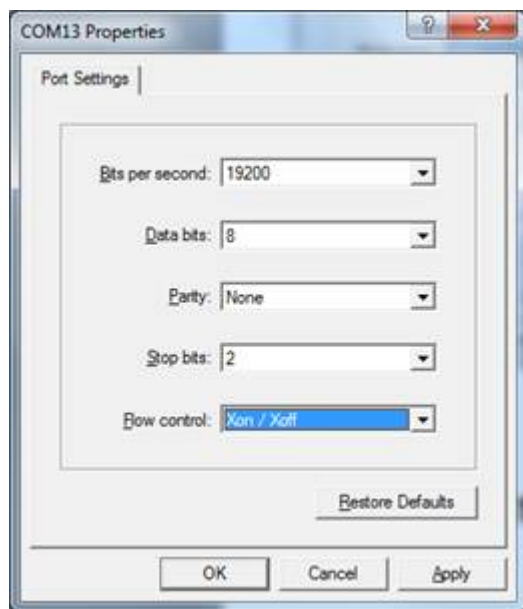 COM13 Properties
Port Settings
Bits per second: 19200
Data bits: 8
Parity: None
Stop bits: 2
Flow control: Xon / Xoff
Restore Defaults
OK Cancel Apply